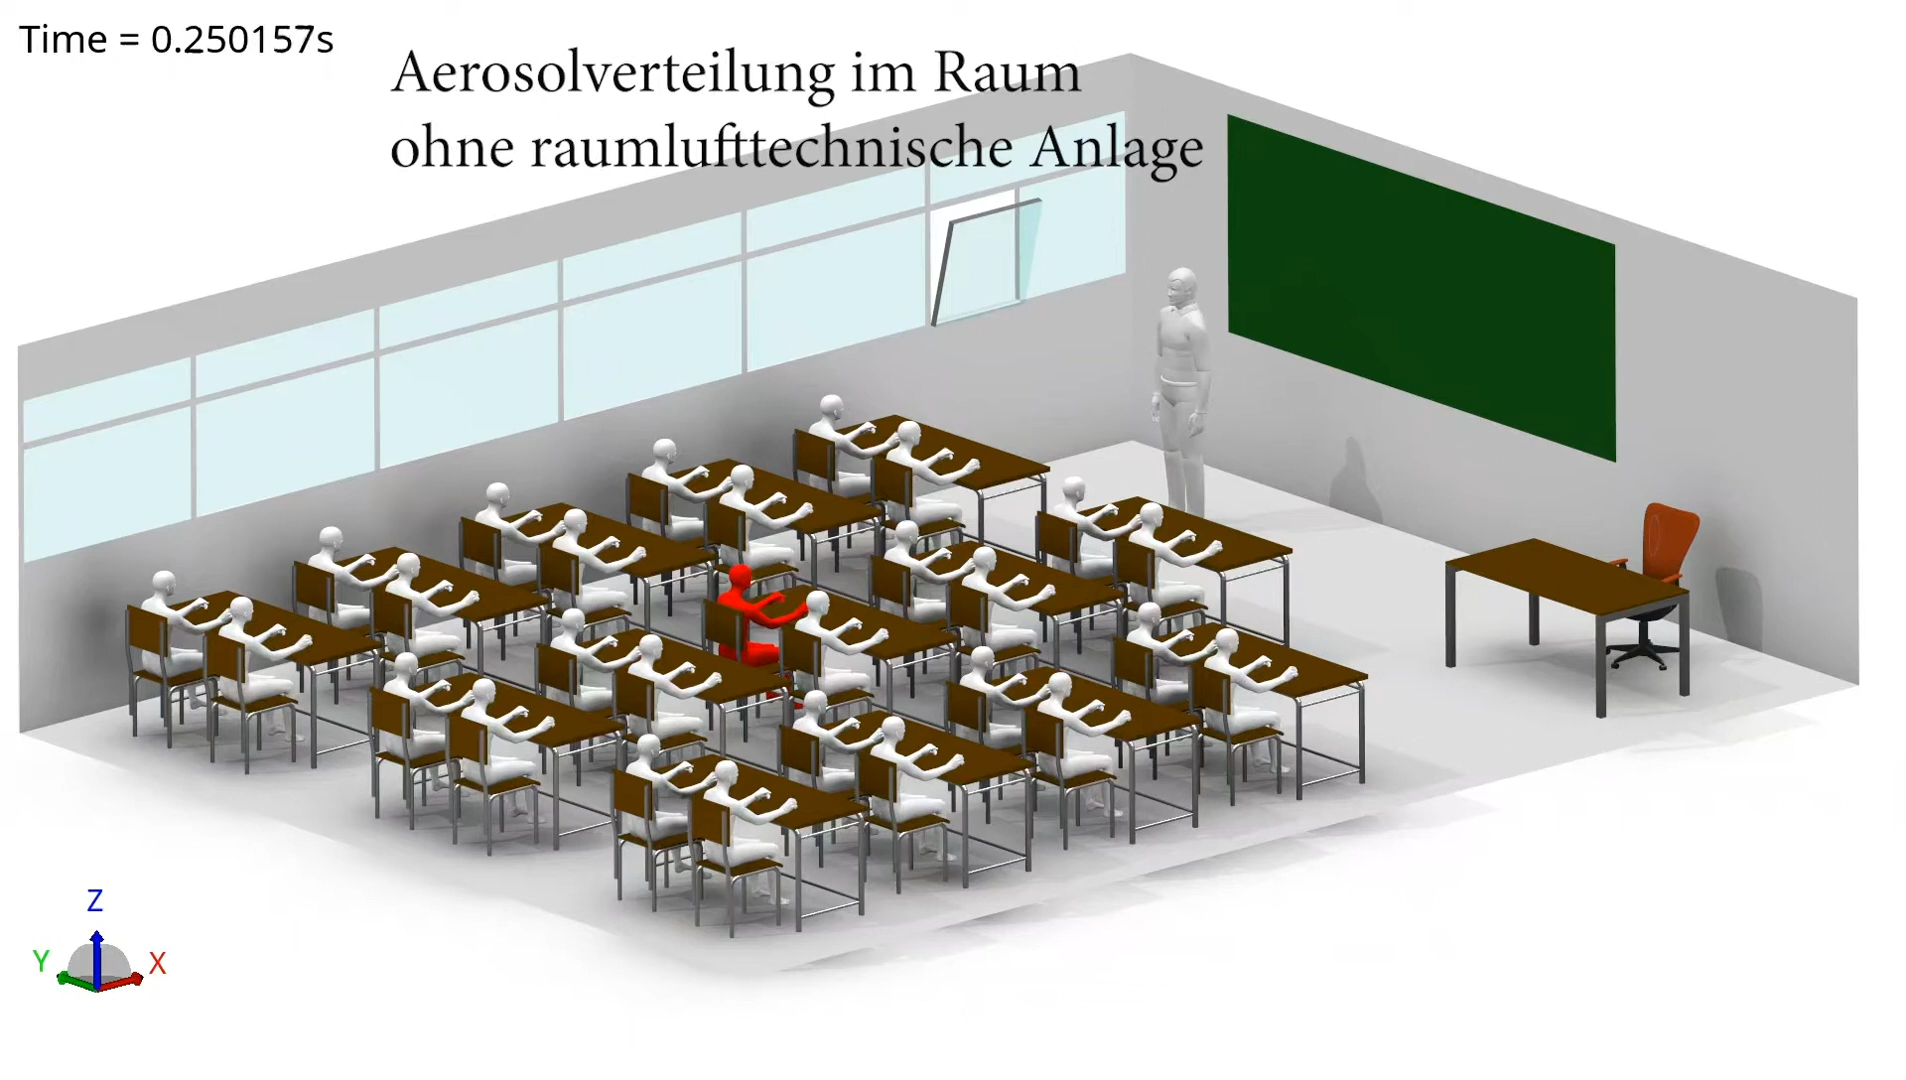 Time = 0.250157s
Aerosolverteilung im Raum
ohne raumlufttechnische Anlage
Z
Y
X